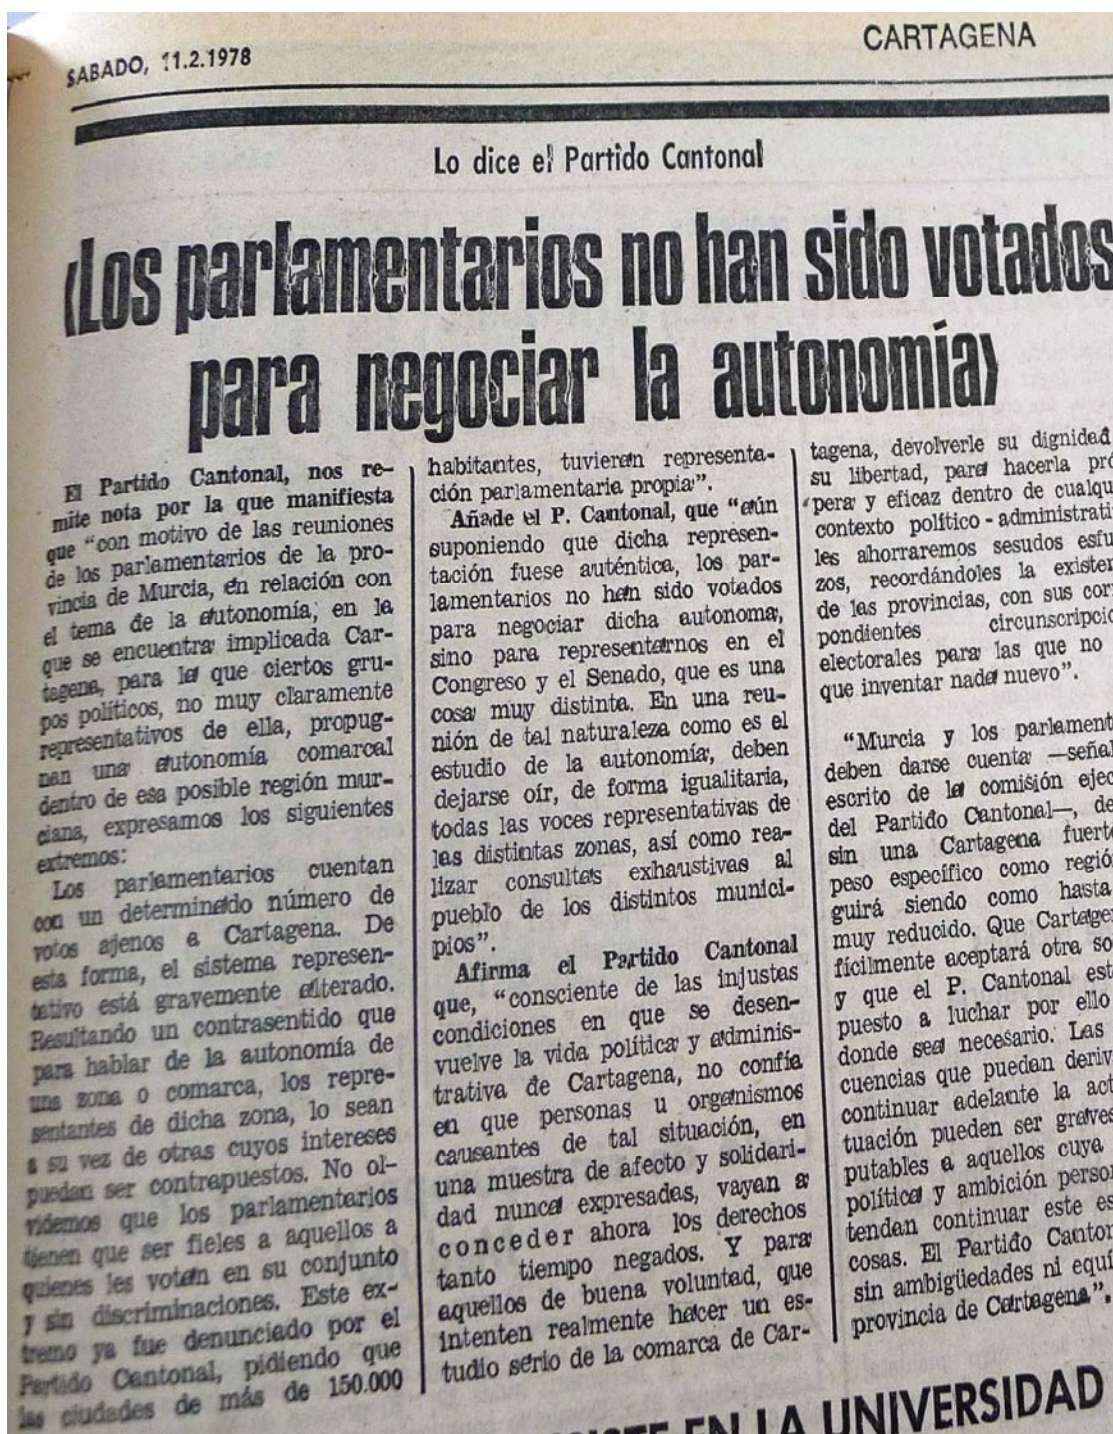 SABADO, 11.2.1978
CARTAGENA
Lo dice el Partido Cantonal
«Los parlamentarios no han sido votados
para negociar la autonomía»
El Partido Cantonal, nos re-
mite nota por la que manifiesta
que "con motivo de las reuniones
de los parlamentarios de la pro-
vincia de Murcia, en relación con
el tema de la autonomía, en la
que se encuentra implicada Car-
tagena, para la que ciertos gru-
pos políticos, no muy claramente
representativos de ella, propug-
nan una autonomía comarcal
dentro de esa posible región mur-
ciana, expresamos los siguientes
extremos:
Los parlamentarios cuentan
con un determinado número de
votos ajenos a Cartagena. De
esta forma, el sistema represen-
tativo está gravemente alterado.
Resultando un contrasentido que
para hablar de la autonomía de
una zona o comarca, los repre-
sentantes de dicha zona, lo sean
a su vez de otras cuyos intereses
puedan ser contrapuestos. No ol-
videmos que los parlamentarios
tienen que ser fieles a aquellos a
quienes les voten en su conjunto
y sin discriminaciones. Este ex-
tremo ya fue denunciado por el
Partido Cantonal, pidiendo que
las ciudades de más de 150.000
habitantes, tuvieran representa-
ción parlamentaria propia".
Añade el P. Cantonal, que "aún
suponiendo que dicha represen-
tación fuese auténtica, los par-
lamentarios no han sido votados
para negociar dicha autonoma,
sino para representarnos en el
Congreso y el Senado, que es una
cosa muy distinta. En una reu-
nión de tal naturaleza como es el
estudio de la autonomía, deben
dejarse oír, de forma igualitaria,
todas las voces representativas de
las distintas zonas, así como rea-
lizar consultas exhaustivas al
pueblo de los distintos munici-
pios".
Afirma el Partido Cantonal
que, "consciente de las injustas
condiciones en que se desen-
vuelve la vida política y adminis-
trativa de Cartagena, no confía
en que personas u organismos
causantes de tal situación, en
una muestra de afecto y solidari-
dad nunca expresadas, vayan a
conceder ahora los derechos
tanto tiempo negados. Y para
aquellos de buena voluntad, que
intenten realmente hacer un es-
tudio serio de la comarca de Car-
tagena, devolverle su dignidad
su libertad, para hacerla pró
pera y eficaz dentro de cualqu
contexto político - administrati
les ahorraremos sesudos esfu
zos, recordándoles la existen
de las provincias, con sus corr
pondientes circunscripcio
electorales para las que no
que inventar nada nuevo".
"Murcia y los parlament
deben darse cuenta —señal
escrito de la comisión ejec
del Partido Cantonal—, de
sin una Cartagena fuerte
peso específico como región
guirá siendo como hasta
muy reducido. Que Cartagen
fícilmente aceptará otra so
y que el P. Cantonal est
puesto a luchar por ello
donde sea necesario. Las
cuencias que puedan deriv
continuar adelante la act
tuación pueden ser graves
putables a aquellos cuya
política y ambición person
tendan continuar este es
cosas. El Partido Canton
sin ambigüedades ni equí
provincia de Cartagena".
EN LA UNIVERSIDAD